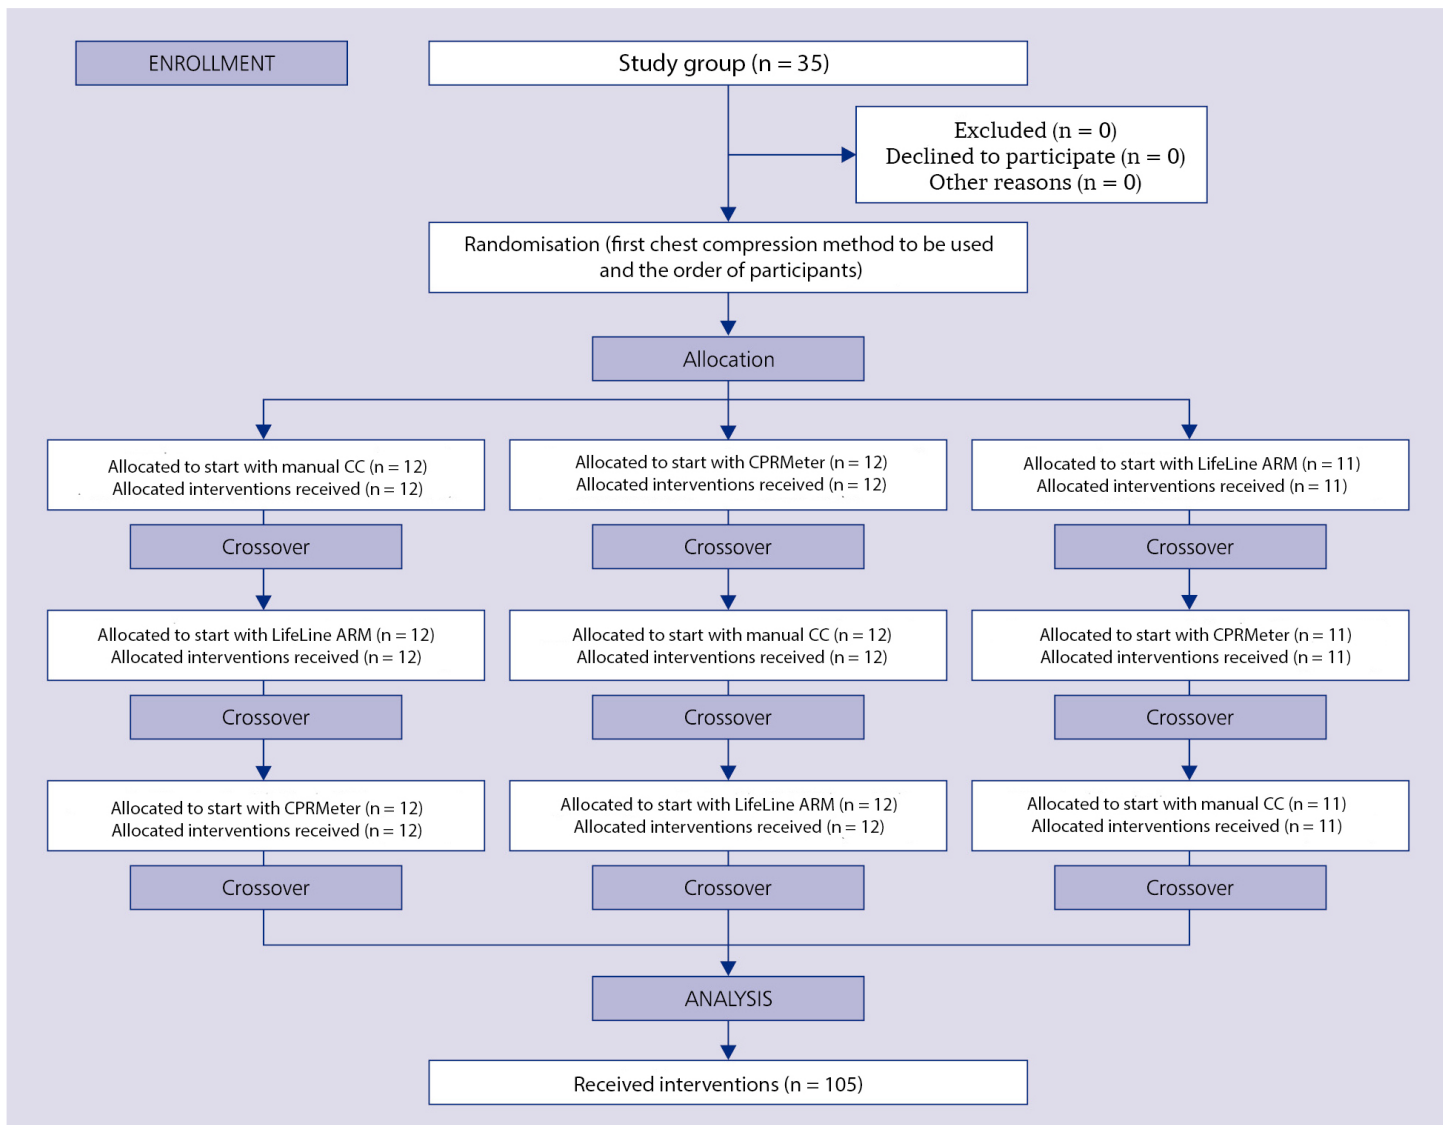 ENROLLMENT
Study group (n = 35)
Excluded (n = 0)
Declined to participate (n = 0)
Other reasons (n = 0)
Randomisation (first chest compression method to be used
and the order of participants)
Allocation
Allocated to start with manual CC (n = 12)
Allocated interventions received (n = 12)
Allocated to start with CPRMeter (n = 12)
Allocated interventions received (n = 12)
Allocated to start with LifeLine ARM (n = 11)
Allocated interventions received (n = 11)
Crossover
Crossover
Crossover
Allocated to start with LifeLine ARM (n = 12)
Allocated interventions received (n = 12)
Allocated to start with manual CC (n = 12)
Allocated interventions received (n = 12)
Allocated to start with CPRMeter (n = 11)
Allocated interventions received (n = 11)
Crossover
Crossover
Crossover
Allocated to start with CPRMeter (n = 12)
Allocated interventions received (n = 12)
Allocated to start with LifeLine ARM (n = 12)
Allocated interventions received (n = 12)
Allocated to start with manual CC (n = 11)
Allocated interventions received (n = 11)
Crossover
Crossover
Crossover
ANALYSIS
Received interventions (n = 105)